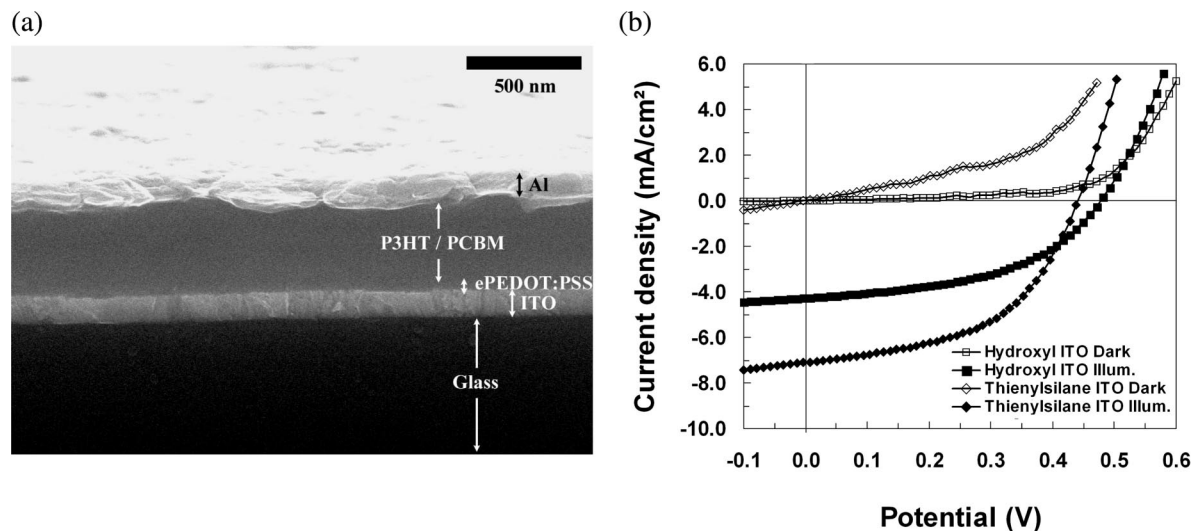 (a)
500 nm
Al
P3HT / PCBM
ePEDOT:PSS
ITO
Glass
(b)
Current density (mA/cm²)
6.0
4.0
2.0
0.0
-2.0
-4.0
-6.0
-8.0
-10.0
Hydroxyl ITO Dark
Hydroxyl ITO Illum.
Thienylsilane ITO Dark
Thienylsilane ITO Illum.
-0.1 0.0 0.1 0.2 0.3 0.4 0.5 0.6
Potential (V)